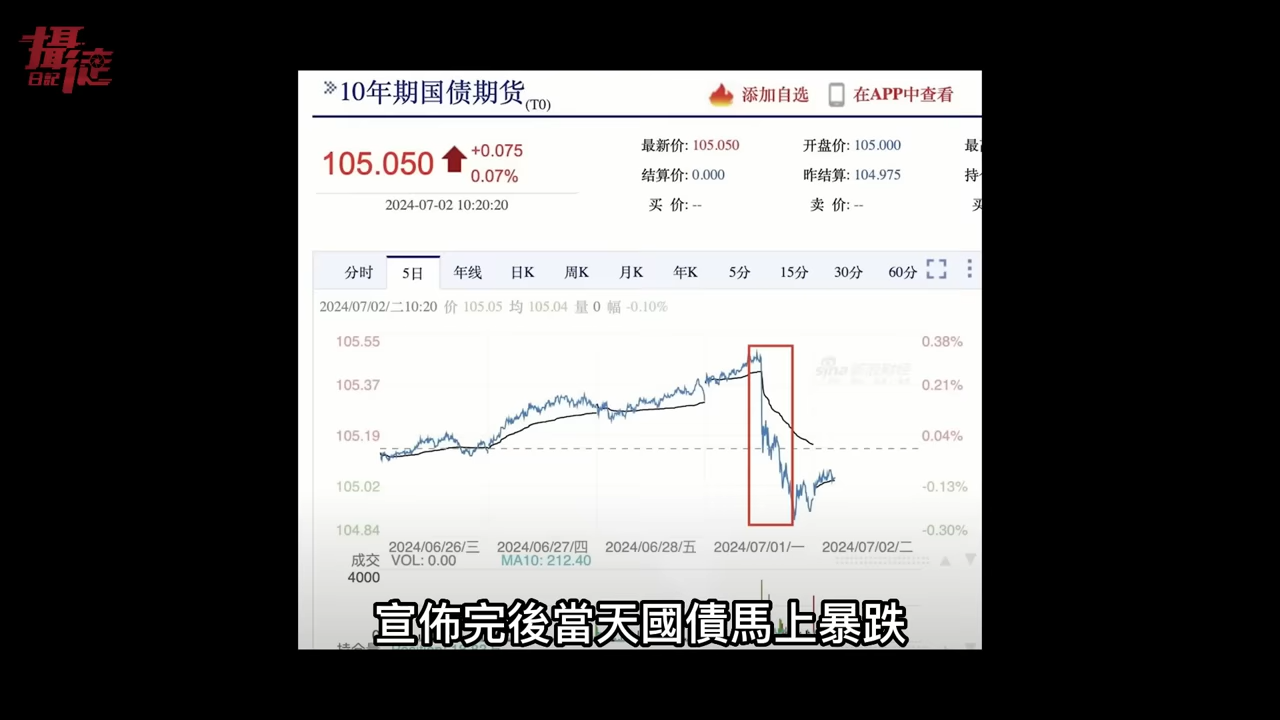 攝徒
日記
10年期国债期货(T0)
添加自选
在APP中查看
105.050
+0.075
0.07%
2024-07-02 10:20:20
最新价: 105.050
开盘价: 105.000
结算价: 0.000
昨结算: 104.975
买 价: --
卖 价: --
分时 5日 年线 日K 周K 月K 年K 5分 15分 30分 60分
2024/07/02/二10:20 价 105.05 均 105.04 量 0 幅 -0.10%
105.55 0.38%
105.37 0.21%
sina 新浪财经
105.19 0.04%
105.02 -0.13%
104.84 -0.30%
2024/06/26/三 2024/06/27/四 2024/06/28/五 2024/07/01/一 2024/07/02/二
成交 VOL: 0.00 MA10: 212.40
4000
宣佈完後當天國債馬上暴跌